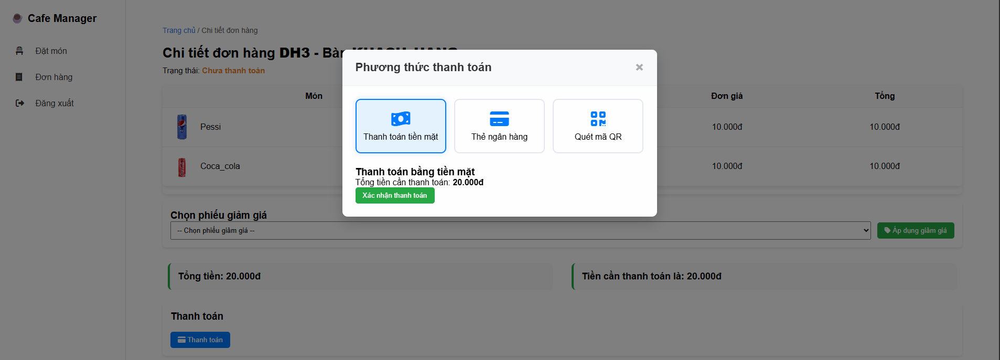 Cafe Manager
Đặt món
Đơn hàng
Đăng xuất
Trang chủ / Chi tiết đơn hàng
Chi tiết đơn hàng DH3 - Bàn
Trạng thái: Chưa thanh toán
Món
Đơn giá
Tổng
Pessi
10.000đ
10.000đ
Coca_cola
10.000đ
10.000đ
Phương thức thanh toán
×
Thanh toán tiền mặt
Thẻ ngân hàng
Quét mã QR
Thanh toán bằng tiền mặt
Tổng tiền cần thanh toán: 20.000đ
Xác nhận thanh toán
Chọn phiếu giảm giá
-- Chọn phiếu giảm giá --
Áp dụng giảm giá
Tổng tiền: 20.000đ
Tiền cần thanh toán là: 20.000đ
Thanh toán
Thanh toán